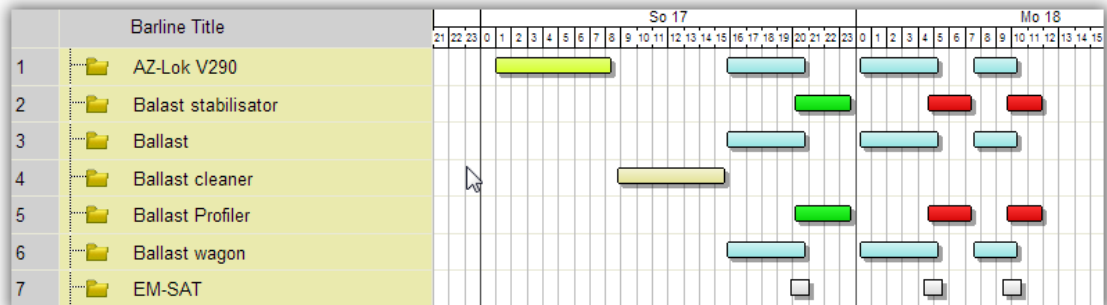 Barline Title
So 17 Mo 18
21 22 23 0 1 2 3 4 5 6 7 8 9 10 11 12 13 14 15 16 17 18 19 20 21 22 23 0 1 2 3 4 5 6 7 8 9 10 11 12 13 14 15
1 AZ-Lok V290
2 Balast stabilisator
3 Ballast
4 Ballast cleaner
5 Ballast Profiler
6 Ballast wagon
7 EM-SAT